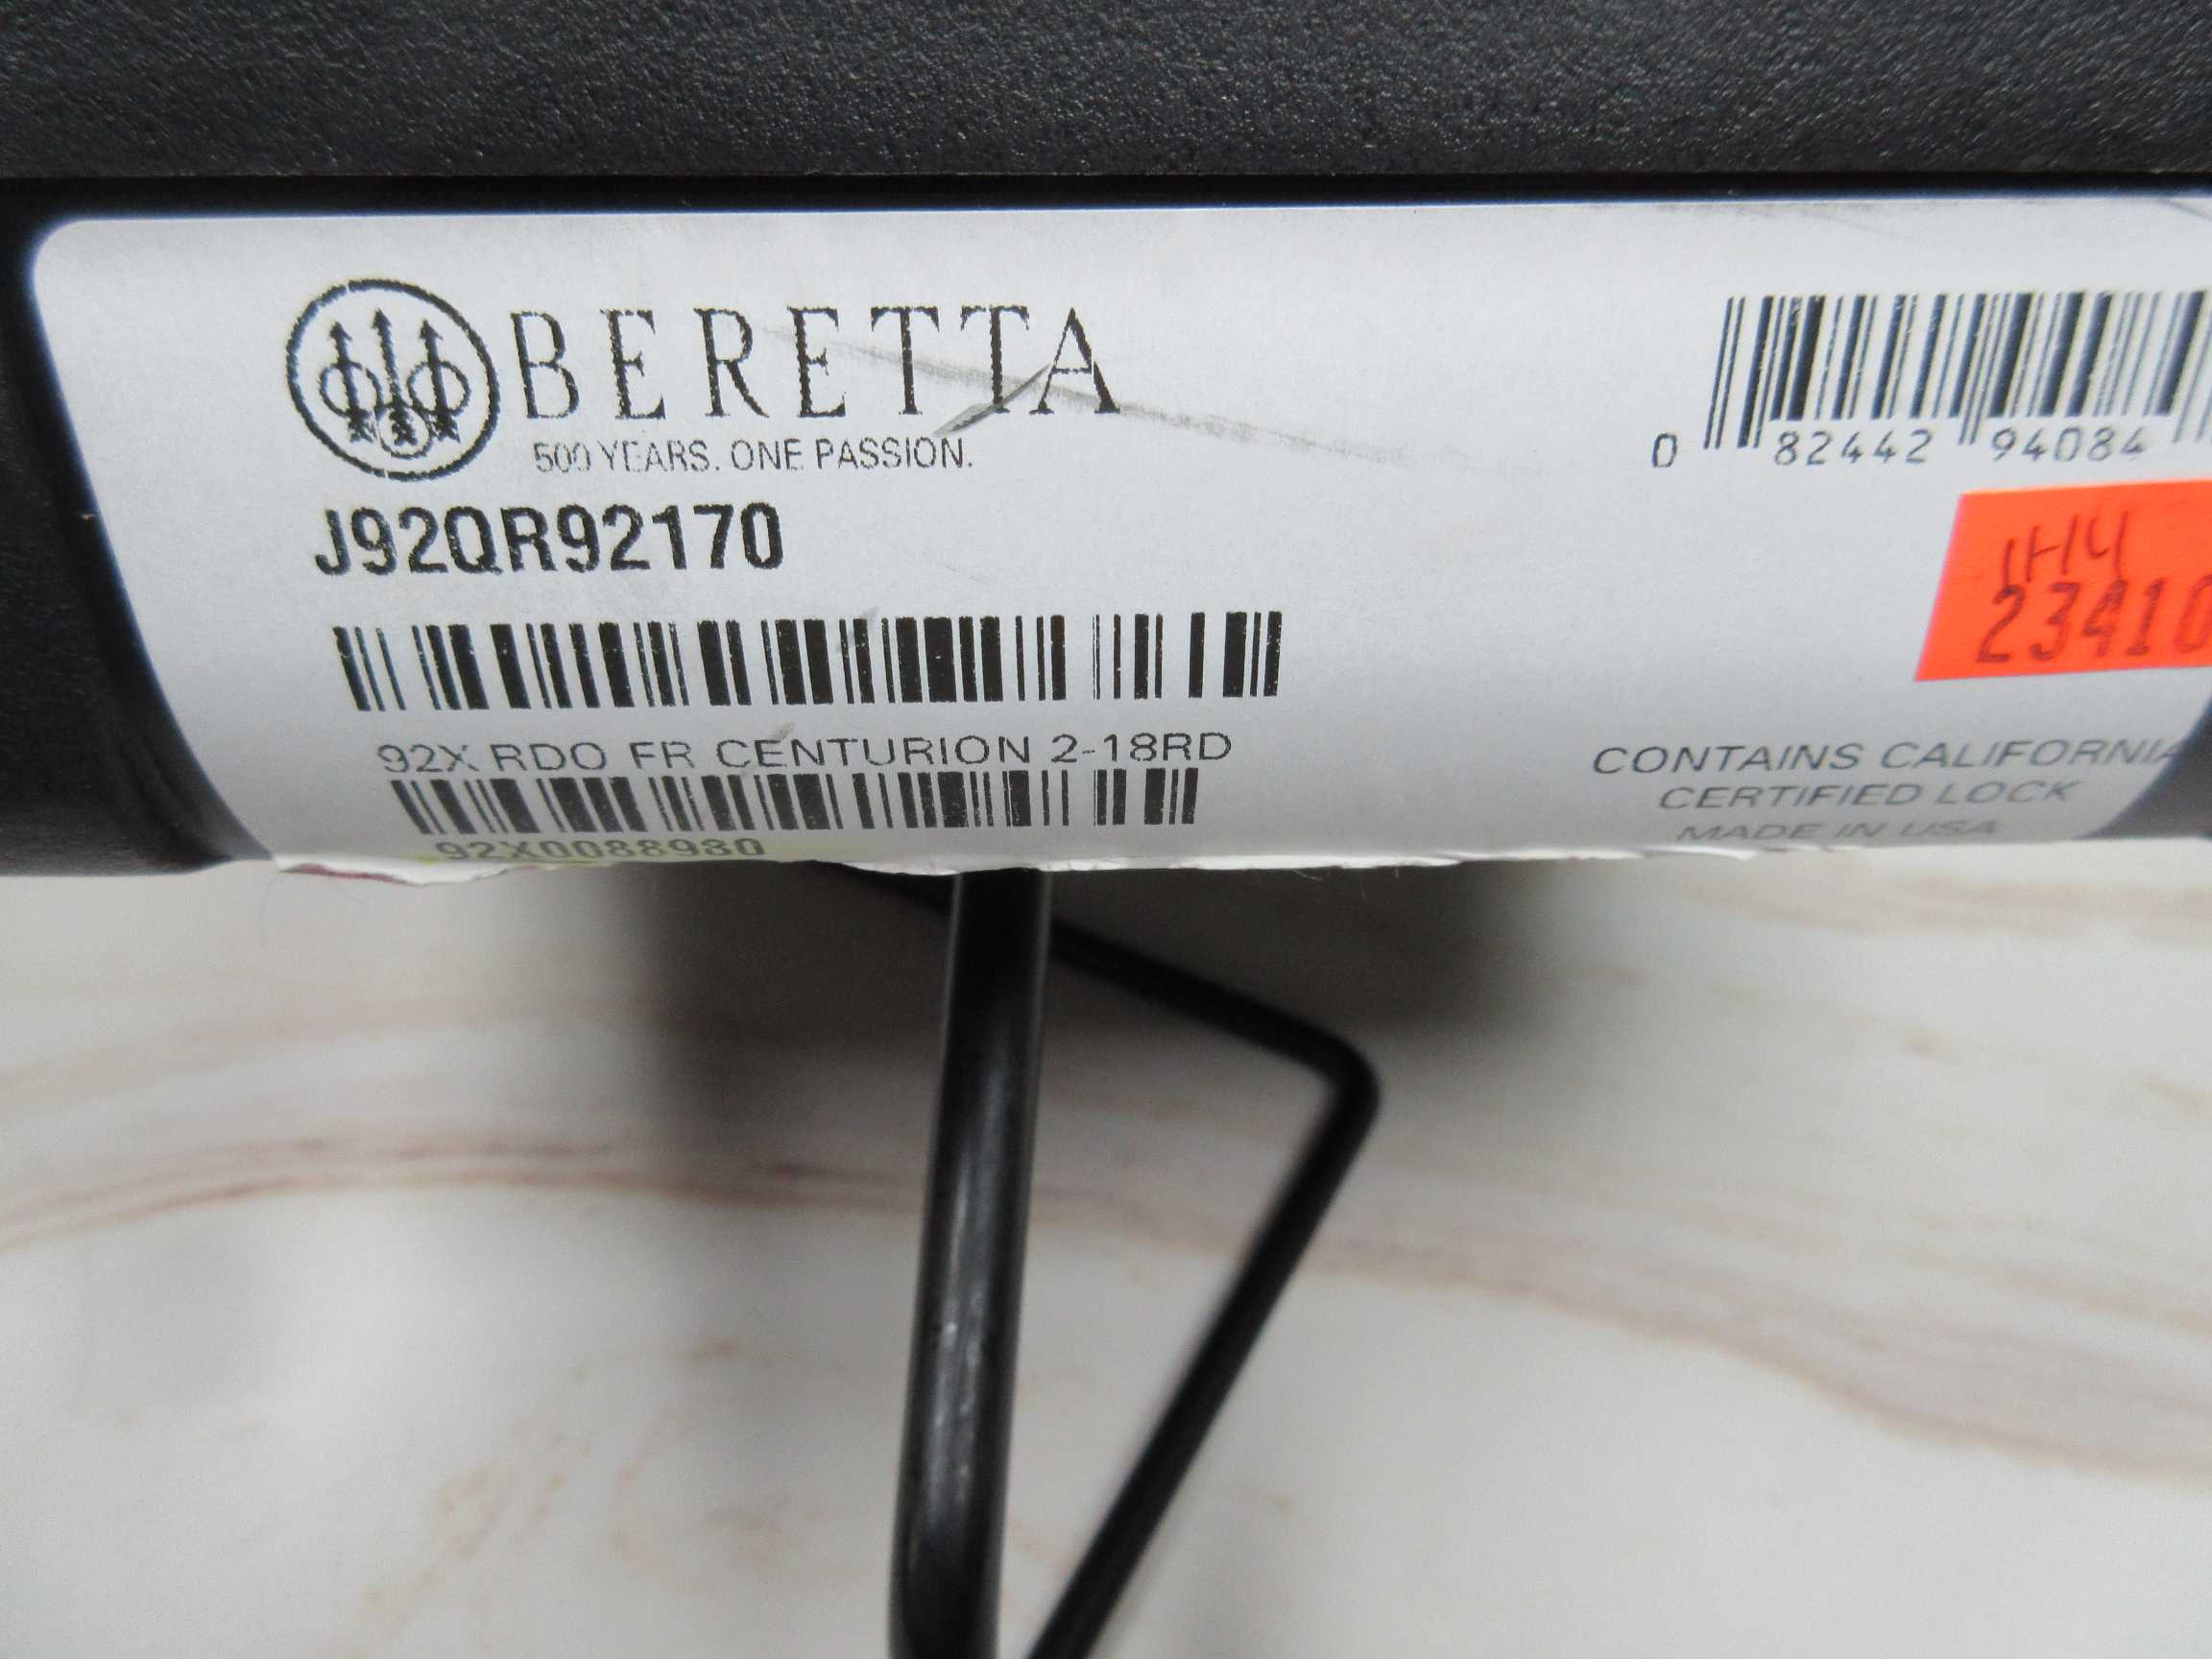 BERETTA
500 YEARS. ONE PASSION.
J92QR92170
92X RDO FR CENTURION 2-18RD
92X0088980
0 82442 94084
1H4
23410
CONTAINS CALIFORNIA
CERTIFIED LOCK
MADE IN USA